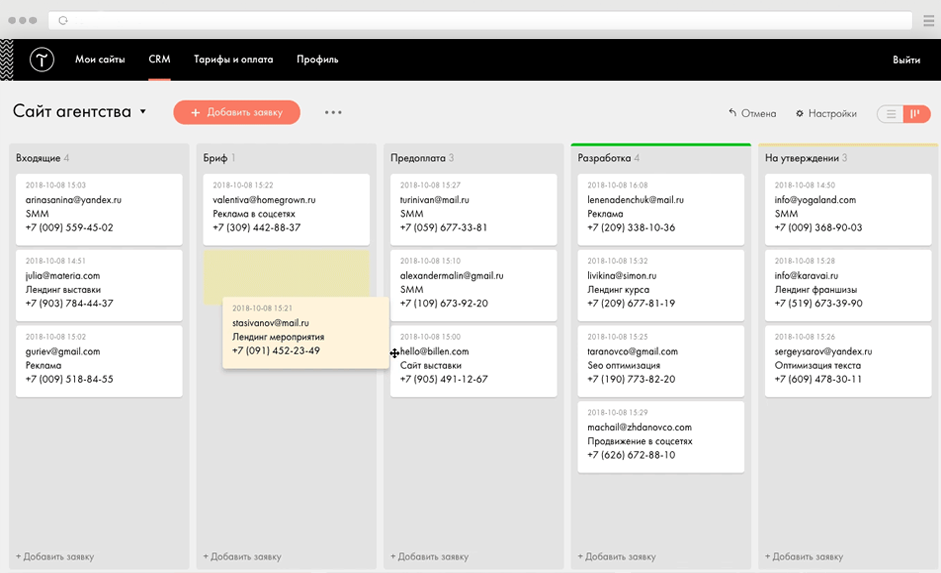 Мои сайты
CRM
Тарифы и оплата
Профиль
Выйти
Сайт агентства
+ Добавить заявку
Отмена
Настройки
Входящие 4
2018-10-08 15:03
arinasanina@yandex.ru
SMM
+7 (009) 559-45-02
2018-10-08 14:51
julia@materia.com
Лендинг выставки
+7 (903) 784-44-37
2018-10-08 15:02
guriev@gmail.com
Реклама
+7 (009) 518-84-55
+ Добавить заявку
Бриф 1
2018-10-08 15:22
valentiva@homegrown.ru
Реклама в соцсетях
+7 (309) 442-88-37
2018-10-08 15:21
stasivanov@mail.ru
Лендинг мероприятия
+7 (091) 452-23-49
+ Добавить заявку
Предоплата 3
2018-10-08 15:27
turinivan@mail.ru
SMM
+7 (059) 677-33-81
2018-10-08 15:10
alexandermalin@gmail.ru
SMM
+7 (109) 673-92-20
2018-10-08 15:00
hello@billen.com
Сайт выставки
+7 (905) 491-12-67
+ Добавить заявку
Разработка 4
2018-10-08 16:08
lenenadenchuk@mail.ru
Реклама
+7 (209) 338-10-36
2018-10-08 15:32
livikina@simon.ru
Лендинг курса
+7 (209) 677-81-19
2018-10-08 15:25
taranovco@gmail.com
Seo оптимизация
+7 (190) 773-82-20
2018-10-08 15:29
machail@zhdanovco.com
Продвижение в соцсетях
+7 (626) 672-88-10
+ Добавить заявку
На утверждении 3
2018-10-08 14:50
info@yogaland.com
SMM
+7 (009) 368-90-03
2018-10-08 15:28
info@karavai.ru
Лендинг франшизы
+7 (519) 673-39-90
2018-10-08 15:26
sergeysarov@yandex.ru
Оптимизация текста
+7 (609) 478-30-11
+ Добавить заявку